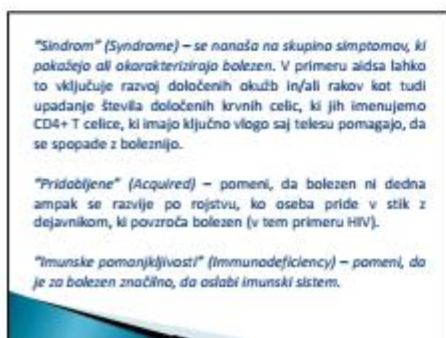 "Sindrom" (Syndrome) – se nanaša na skupino simptomov, ki
pokažejo ali okarakterizirajo bolezen. V primeru aidsa lahko
to vključuje razvoj določenih okužb in/ali rakov kot tudi
upadanje števila določenih krvnih celic, ki jih imenujemo
CD4+ T celice, ki imajo ključno vlogo saj telesu pomagajo, da
se spopade z boleznijo.
"Pridobljene" (Acquired) – pomeni, da bolezen ni dedna
ampak se razvije po rojstvu, ko oseba pride v stik z
dejavnikom, ki povzroča bolezen (v tem primeru HIV).
"Imunske pomanjkljivosti" (Immunodeficiency) – pomeni, da
je za bolezen značilno, da oslabi imunski sistem.